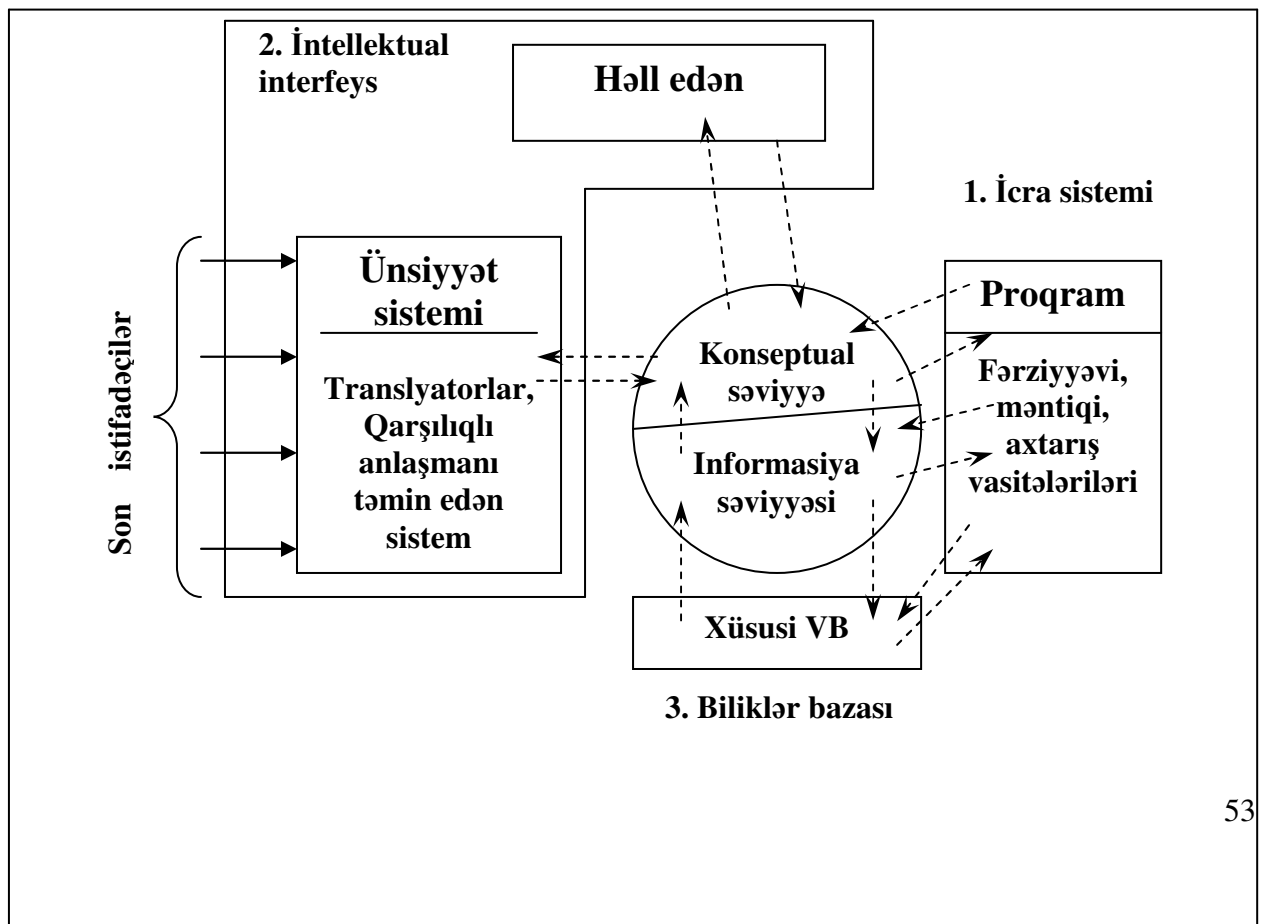 2. İntellektual
interfeys
Həll edən
1. İcra sistemi
Son istifadəçilər
Ünsiyyət
sistemi
Translyatorlar,
Qarşılıqlı
anlaşmanı
təmin edən
sistem
Konseptual
səviyyə
Informasiya
səviyyəsi
Proqram
Fərziyyəvi,
məntiqi,
axtarış
vasitələriləri
Xüsusi VB
3. Biliklər bazası
53